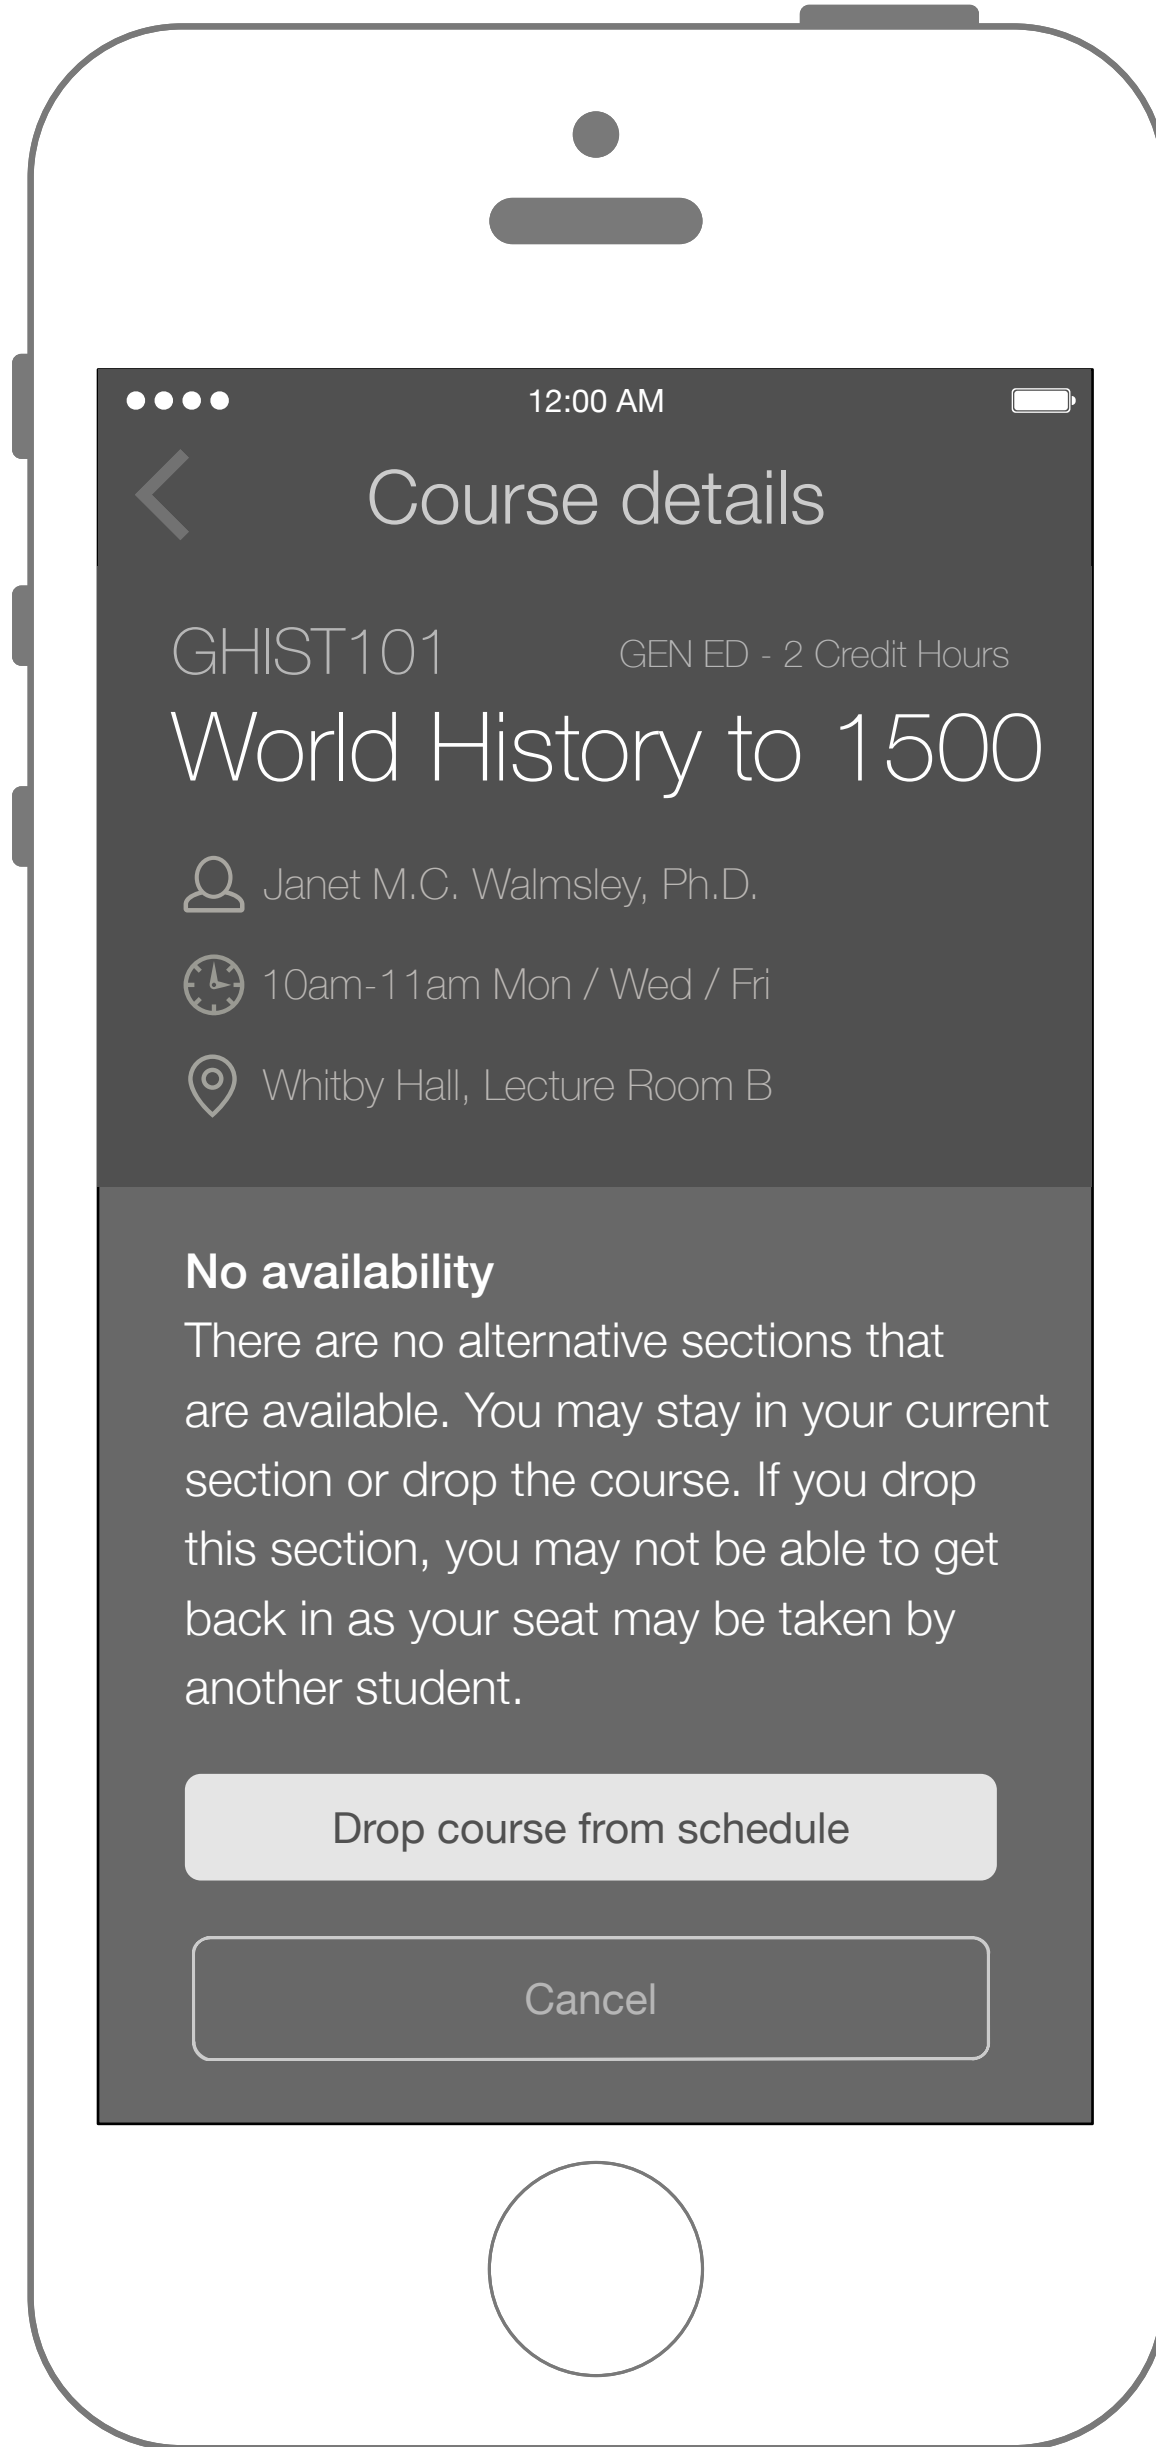 12:00 AM
Course details
GHIST101 GEN ED - 2 Credit Hours
World History to 1500
Janet M.C. Walmsley, Ph.D.
10am-11am Mon / Wed / Fri
Whitby Hall, Lecture Room B
No availability
There are no alternative sections that
are available. You may stay in your current
section or drop the course. If you drop
this section, you may not be able to get
back in as your seat may be taken by
another student.
Drop course from schedule
Cancel